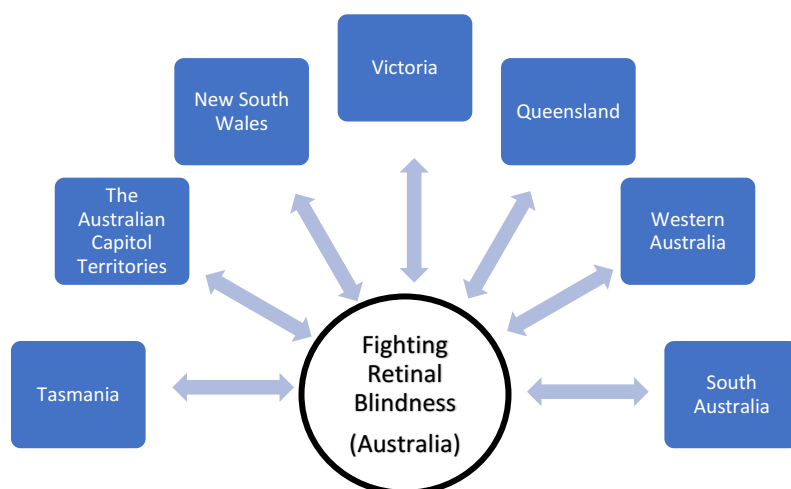 Victoria
New South
Wales
Queensland
The
Australian
Capitol
Territories
Western
Australia
Tasmania
Fighting
Retinal
Blindness
(Australia)
South
Australia